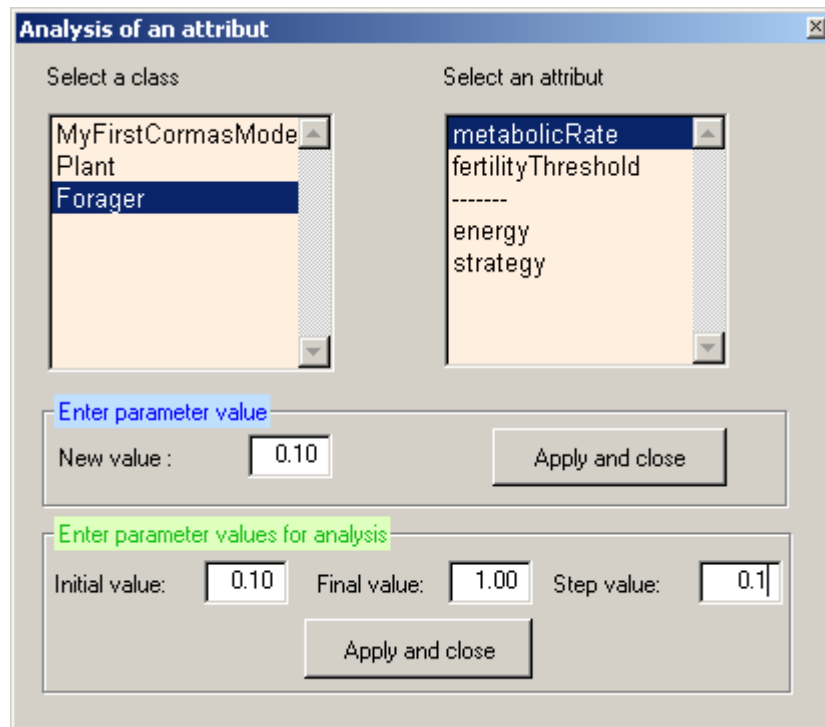 Analysis of an attribut
Select a class
Select an attribut
MyFirstCormasMode
Plant
Forager
metabolicRate
fertilityThreshold
-------
energy
strategy
Enter parameter value
New value :
0.10
Apply and close
Enter parameter values for analysis
Initial value:
0.10
Final value:
1.00
Step value:
0.1
Apply and close